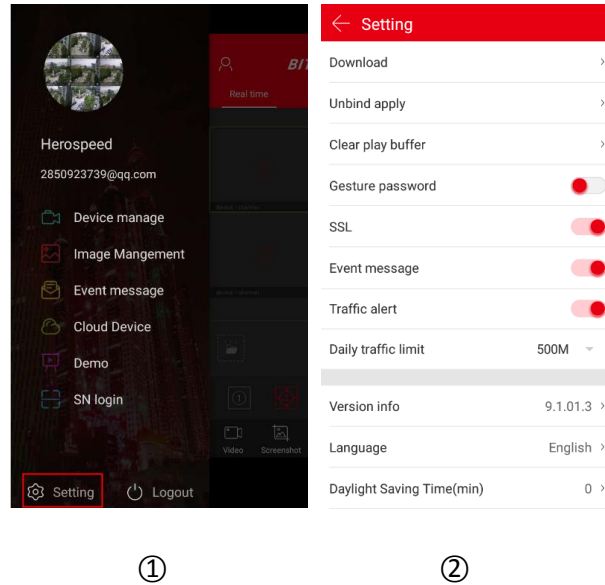 BIT
Real time
Herospeed
2850923739@qq.com
Device manage
Image Mangement
Event message
Cloud Device
Demo
SN login
Video Screenshot
Setting Logout
①
Setting
Download
Unbind apply
Clear play buffer
Gesture password
SSL
Event message
Traffic alert
Daily traffic limit 500M
Version info 9.1.01.3
Language English
Daylight Saving Time(min) 0
②